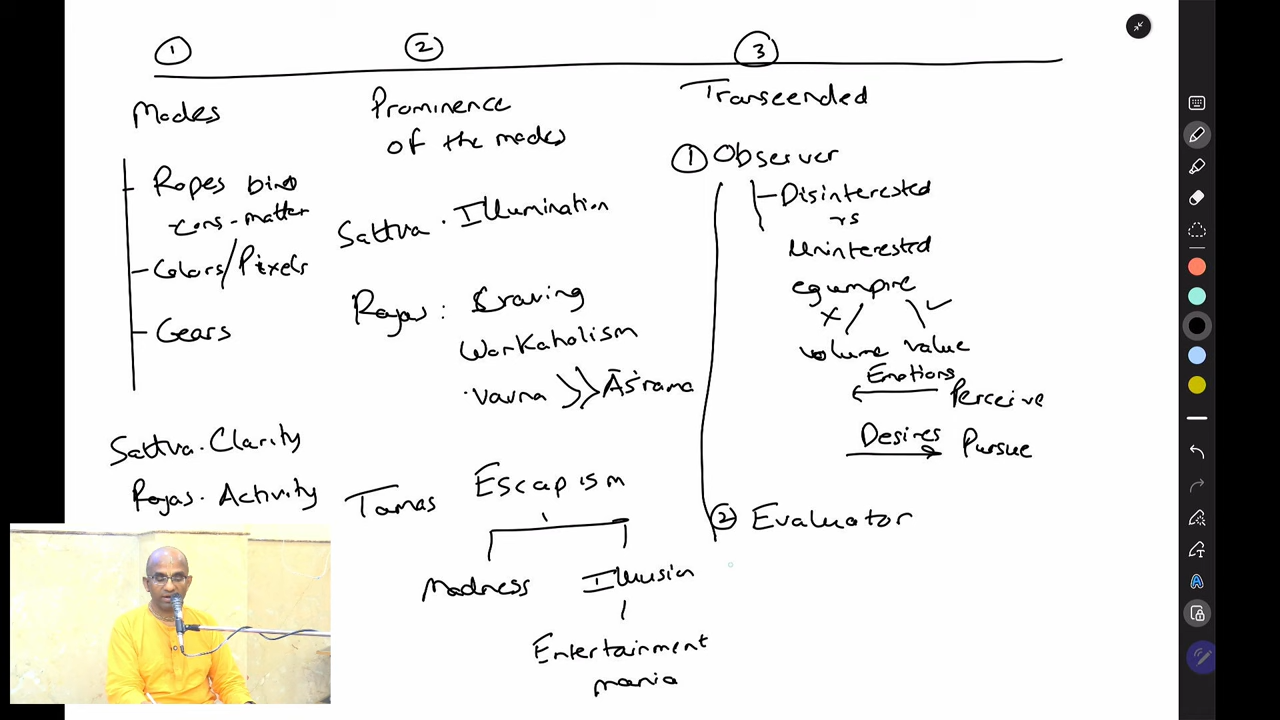 1
2
3
Modes
Ropes bind
cons-matter
Colors/Pixels
Gears
Sattva. Clarity
Rajas. Activity
Prominence
of the modes
Sattva. Illumination
Rajas: Craving
Workaholism
Varna >> Āśrama
Tamas
Escapism
Madness
Illusion
Entertainment
mania
Transcended
1 Observer
Disinterested
vs
Uninterested
eg umpire
x ✓
volume value
Emotions
Perceive
Desires
Pursue
2 Evaluator
A
T
A